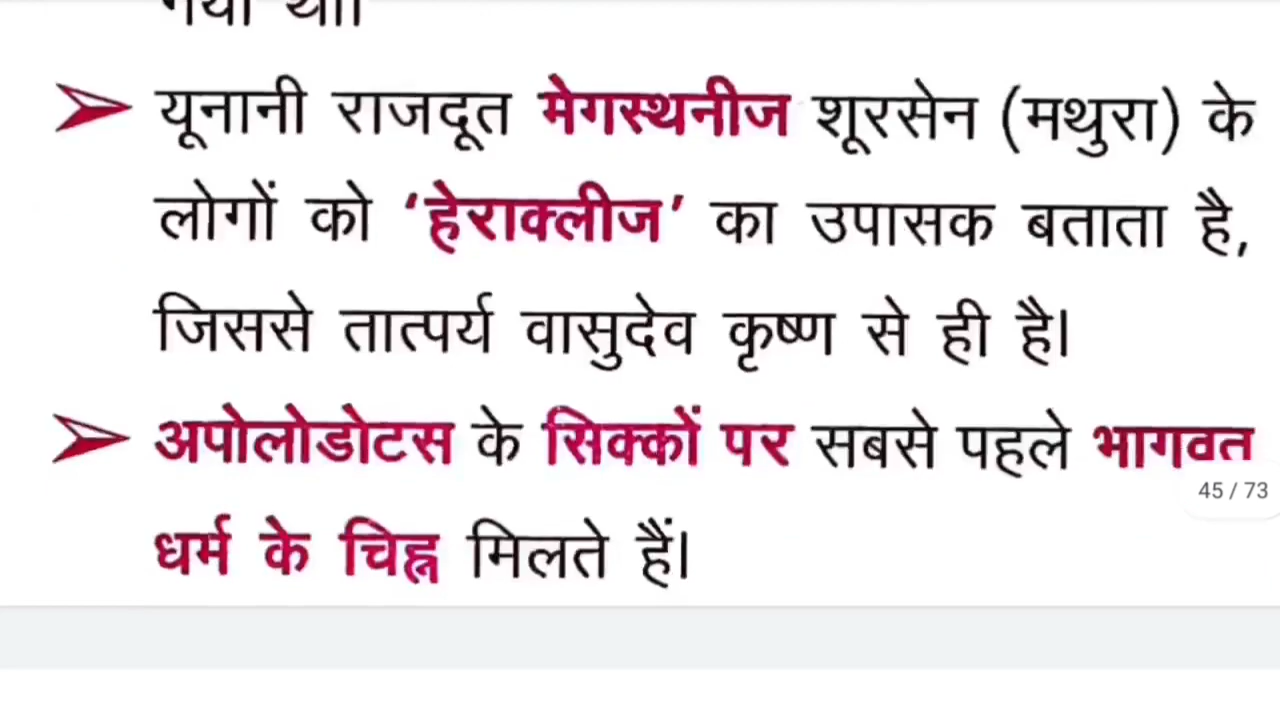 यूनानी राजदूत मेगस्थनीज शूरसेन (मथुरा) के
लोगों को ‘हेराक्लीज’ का उपासक बताता है,
जिससे तात्पर्य वासुदेव कृष्ण से ही है।
अपोलोडोटस के सिक्कों पर सबसे पहले भागवत
45 / 73
धर्म के चिह्न मिलते हैं।